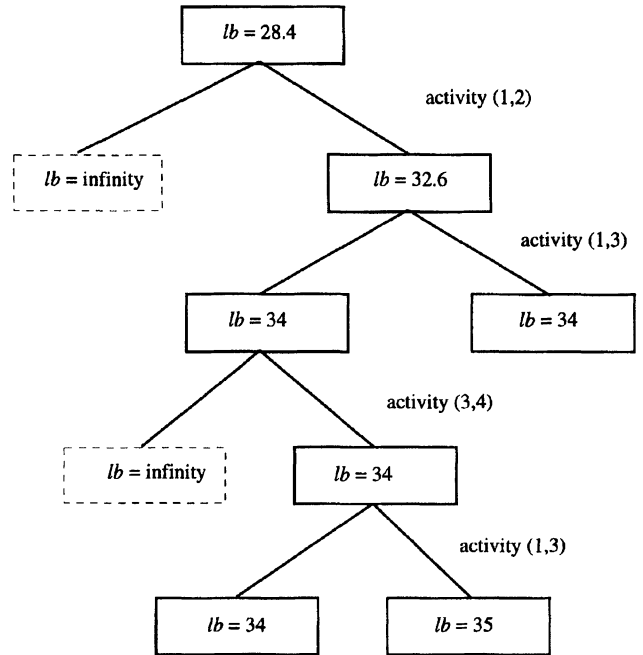 lb = 28.4
activity (1,2)
lb = infinity
lb = 32.6
activity (1,3)
lb = 34
lb = 34
activity (3,4)
lb = infinity
lb = 34
activity (1,3)
lb = 34
lb = 35